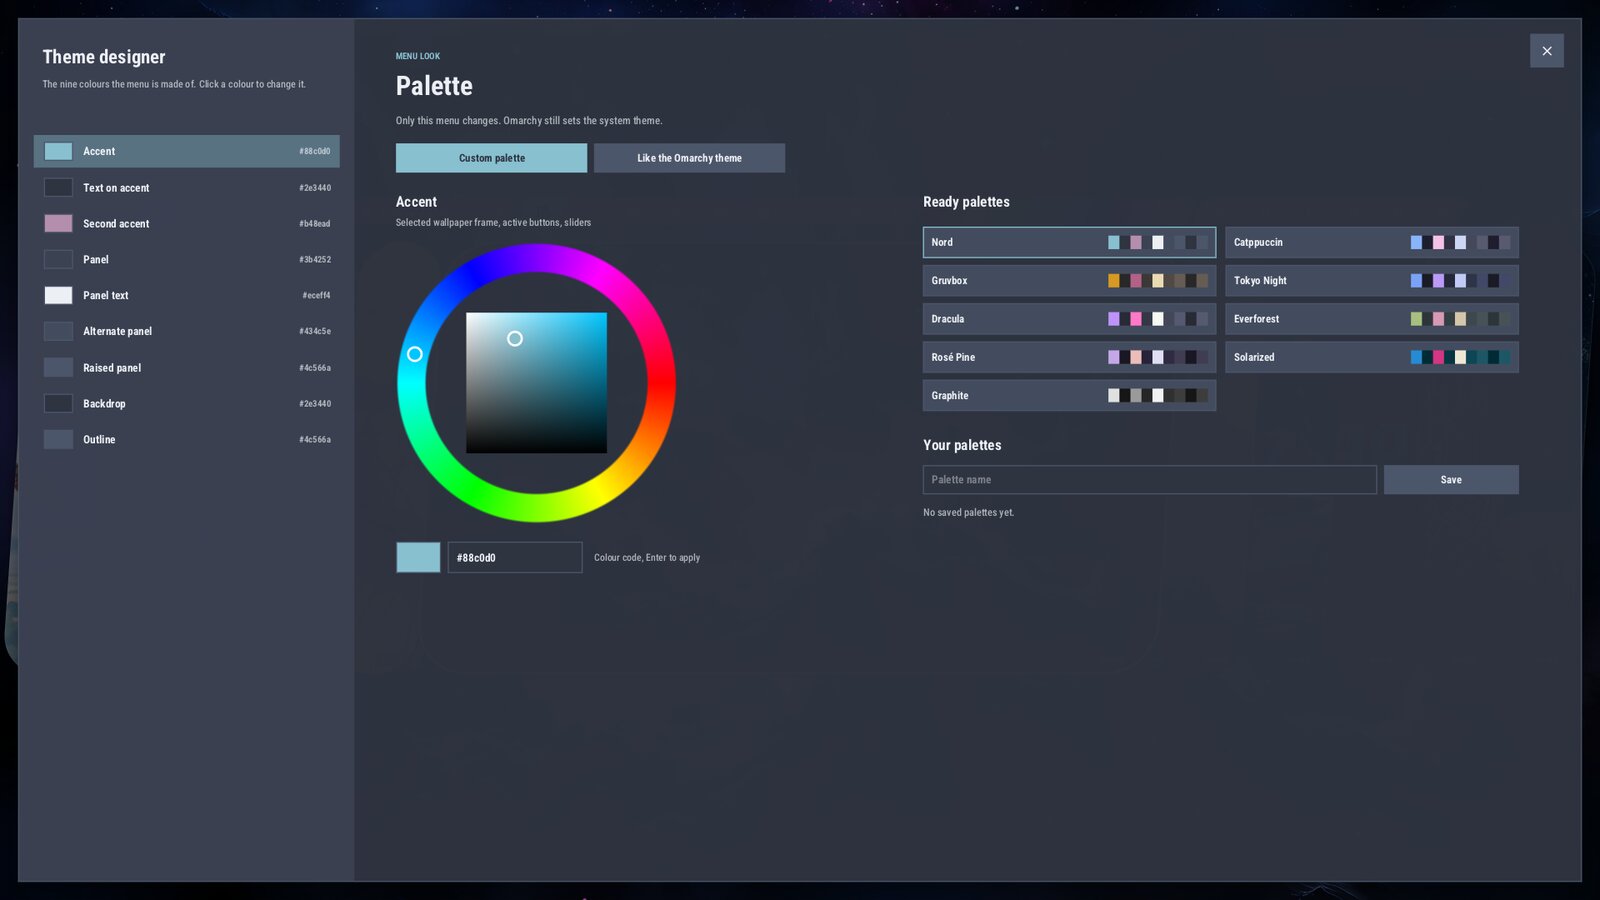 Theme designer
The nine colours the menu is made of. Click a colour to change it.
Accent #88c0d0
Text on accent #2e3440
Second accent #b48ead
Panel #3b4252
Panel text #eceff4
Alternate panel #434c5e
Raised panel #4c566a
Backdrop #2e3440
Outline #4c566a
MENU LOOK
Palette
Only this menu changes. Omarchy still sets the system theme.
Custom palette
Like the Omarchy theme
Accent
Selected wallpaper frame, active buttons, sliders
#88c0d0
Colour code, Enter to apply
Ready palettes
Nord
Catppuccin
Gruvbox
Tokyo Night
Dracula
Everforest
Rosé Pine
Solarized
Graphite
Your palettes
Palette name
Save
No saved palettes yet.